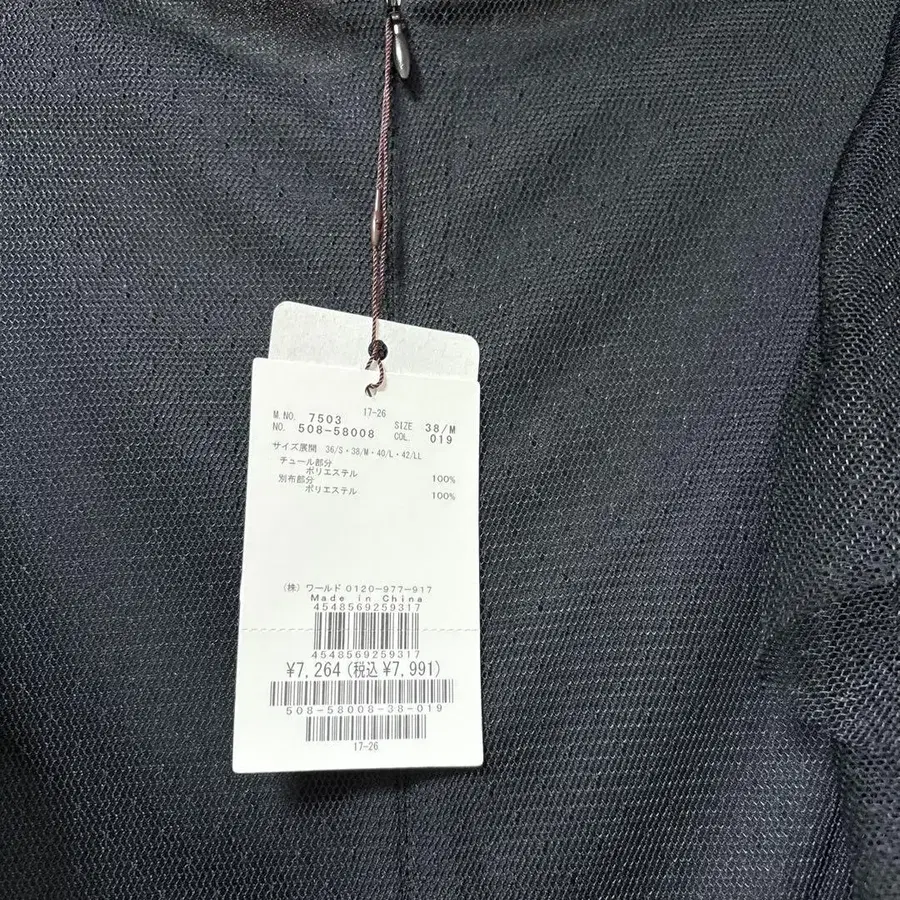 17-26
M.NO. 7503 SIZE 38/M
NO. 508-58008 COL. 019
サイズ展開 36/S・38/M・40/L・42/LL
チュール部分
ポリエステル 100%
別布部分
ポリエステル 100%
(株) ワールド 0120-977-917
Made in China
4548569259317
4548569259317
¥7,264 (税込 ¥7,991)
508-58008-38-019
17-26